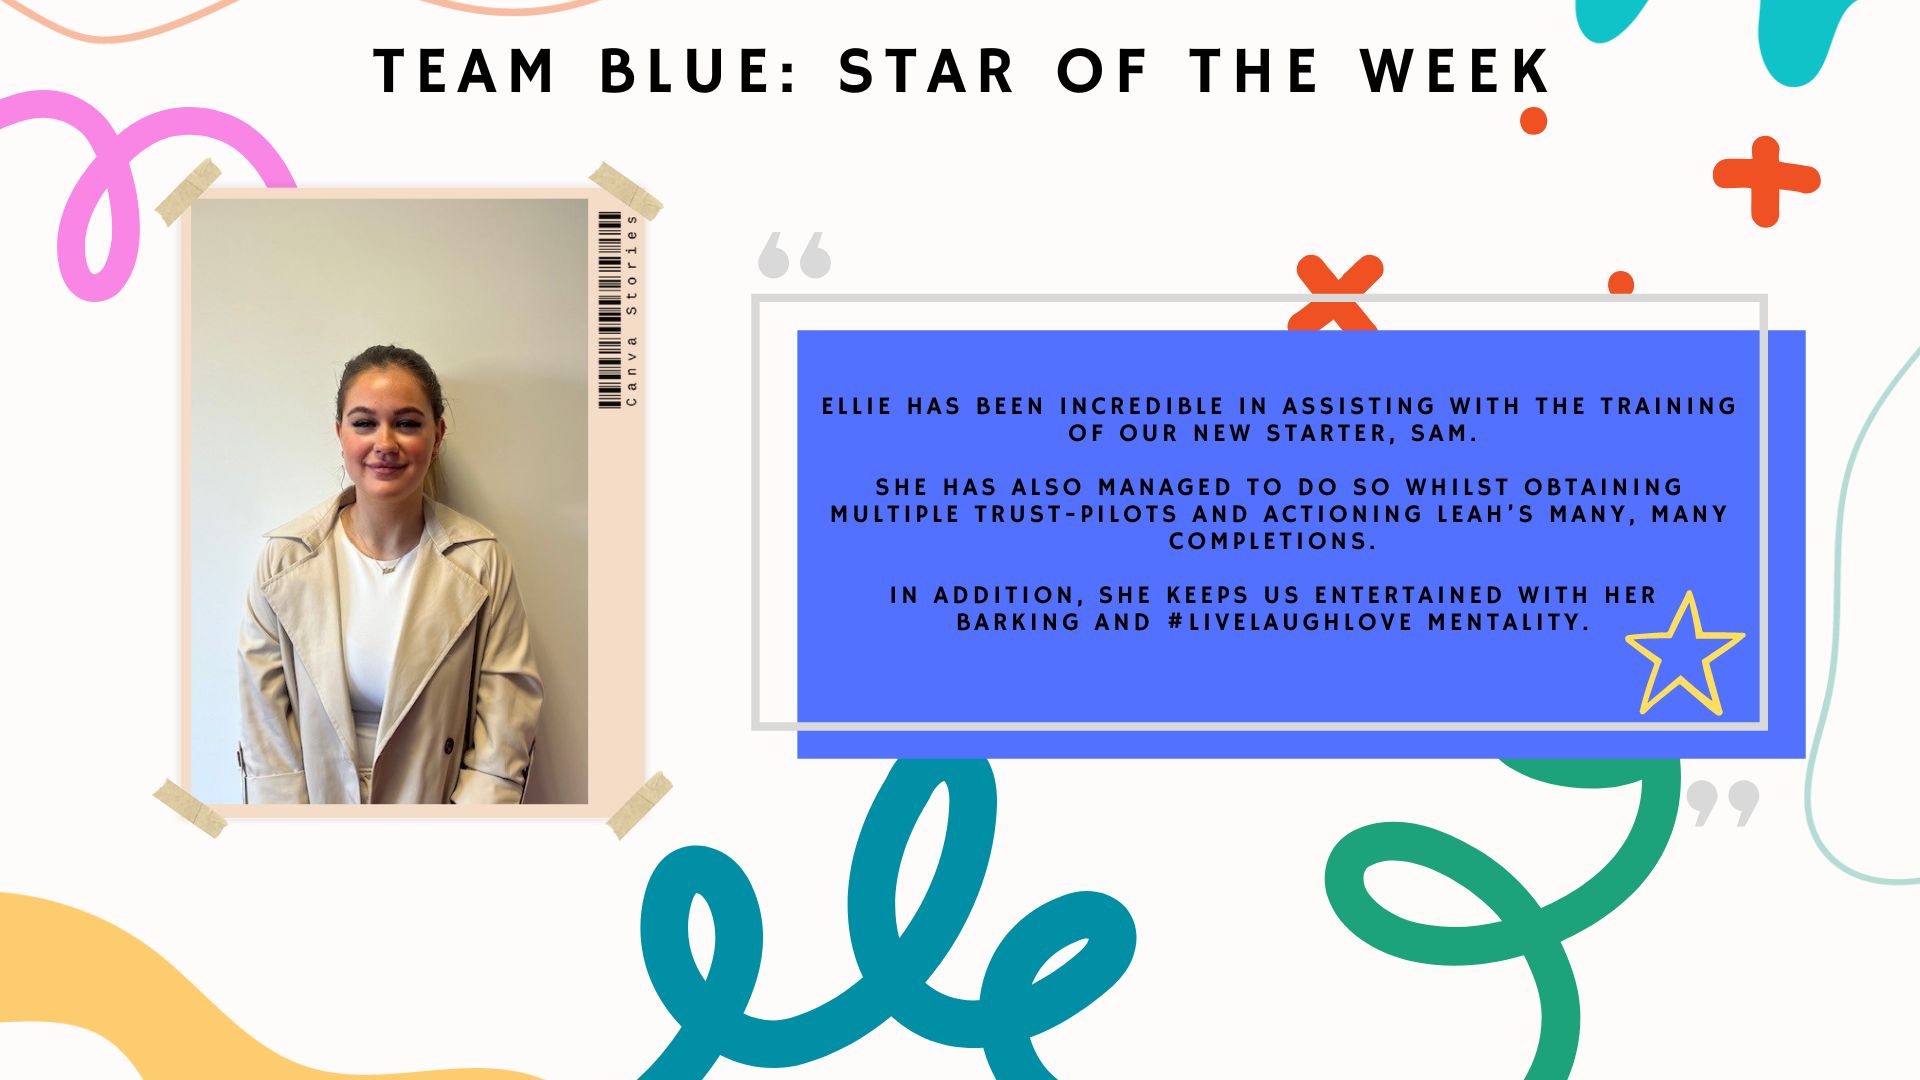 TEAM BLUE: STAR OF THE WEEK
Canva Stories
ELLIE HAS BEEN INCREDIBLE IN ASSISTING WITH THE TRAINING
OF OUR NEW STARTER, SAM.
SHE HAS ALSO MANAGED TO DO SO WHILST OBTAINING
MULTIPLE TRUST-PILOTS AND ACTIONING LEAH'S MANY, MANY
COMPLETIONS.
IN ADDITION, SHE KEEPS US ENTERTAINED WITH HER
BARKING AND #LIVELAUGHLOVE MENTALITY.